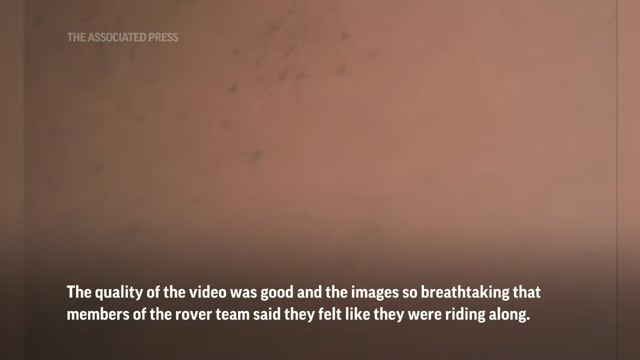 THE ASSOCIATED PRESS
The quality of the video was good and the images so breathtaking that
members of the rover team said they felt like they were riding along.